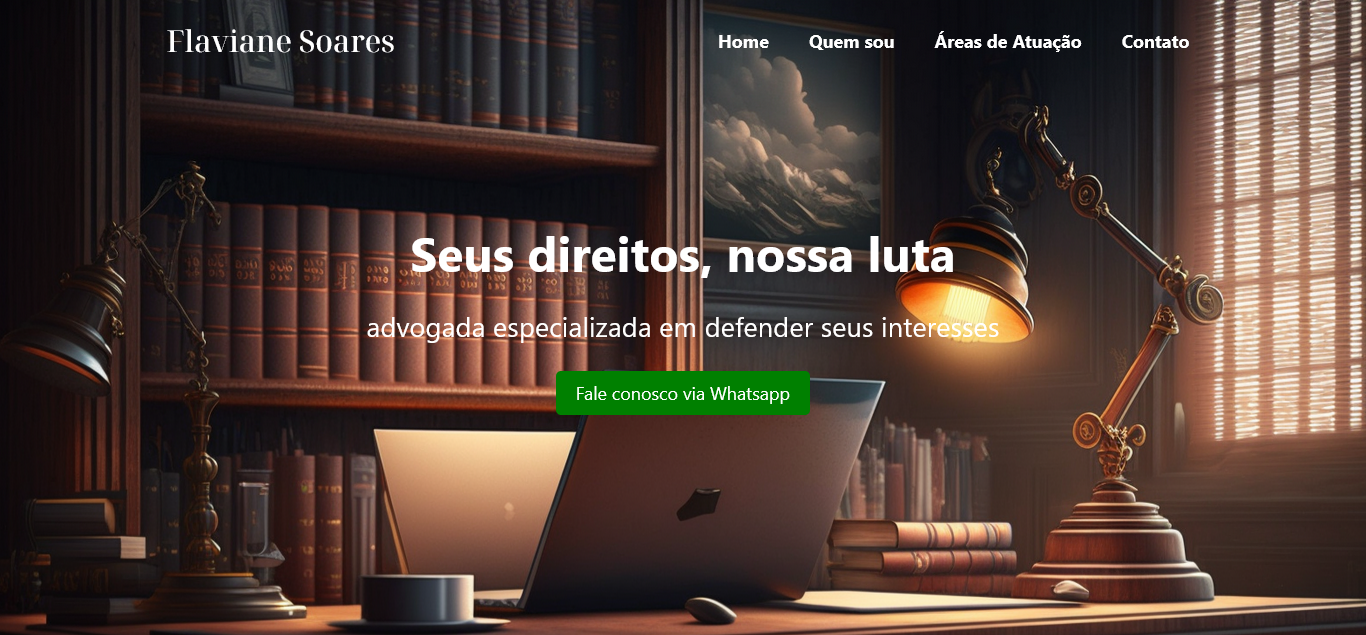 Flaviane Soares
Home
Quem sou
Áreas de Atuação
Contato
Seus direitos, nossa luta
advogada especializada em defender seus interesses
Fale conosco via Whatsapp